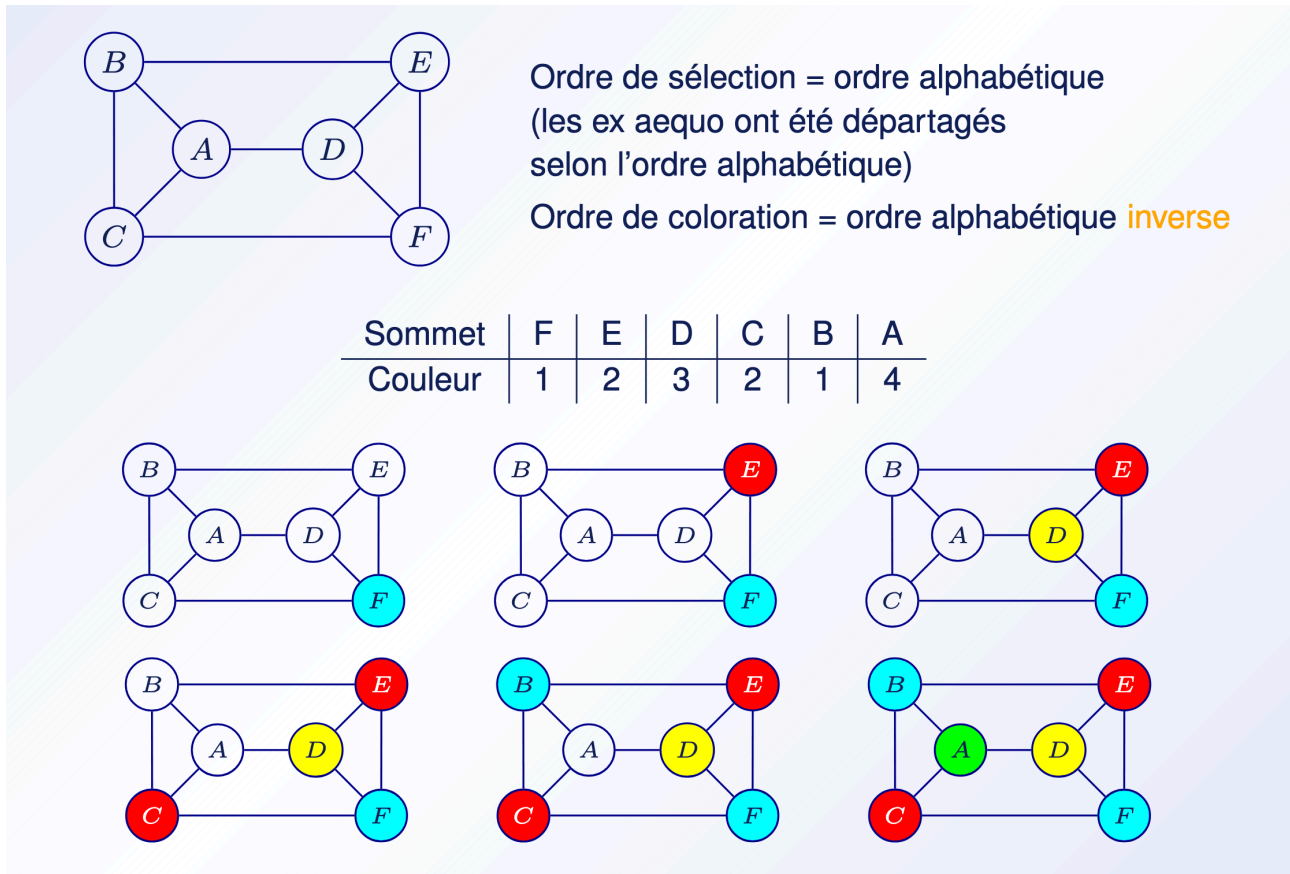 B E
A D
C F
Ordre de sélection = ordre alphabétique
(les ex aequo ont été départagés
selon l'ordre alphabétique)
Ordre de coloration = ordre alphabétique inverse
Sommet F E D C B A
Couleur 1 2 3 2 1 4
B E B E B E
A D A D A D
C F C F C F
B E B E B E
A D A D A D
C F C F C F